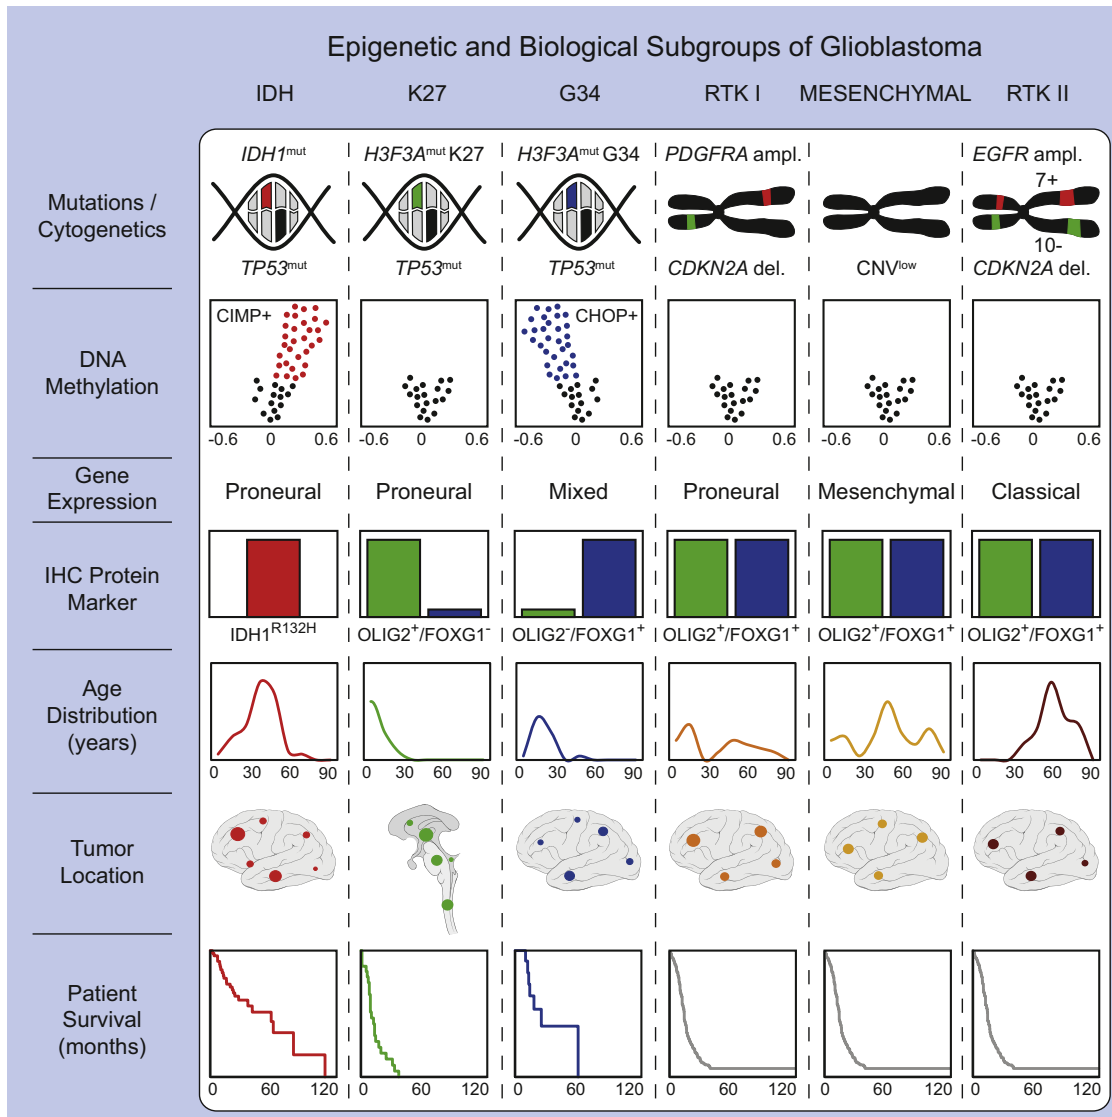 Epigenetic and Biological Subgroups of Glioblastoma
IDH K27 G34 RTK I MESENCHYMAL RTK II
Mutations /
Cytogenetics
IDH1mut H3F3Amut K27 H3F3Amut G34 PDGFRA ampl. EGFR ampl.
7+
10-
TP53mut TP53mut TP53mut CDKN2A del. CNVlow CDKN2A del.
DNA
Methylation
CIMP+ CHOP+
-0.6 0 0.6 -0.6 0 0.6 -0.6 0 0.6 -0.6 0 0.6 -0.6 0 0.6 -0.6 0 0.6
Gene
Expression
Proneural Proneural Mixed Proneural Mesenchymal Classical
IHC Protein
Marker
IDH1R132H OLIG2+/FOXG1- OLIG2-/FOXG1+ OLIG2+/FOXG1+ OLIG2+/FOXG1+ OLIG2+/FOXG1+
Age
Distribution
(years)
0 30 60 90 0 30 60 90 0 30 60 90 0 30 60 90 0 30 60 90 0 30 60 90
Tumor
Location
Patient
Survival
(months)
0 60 120 0 60 120 0 60 120 0 60 120 0 60 120 0 60 120